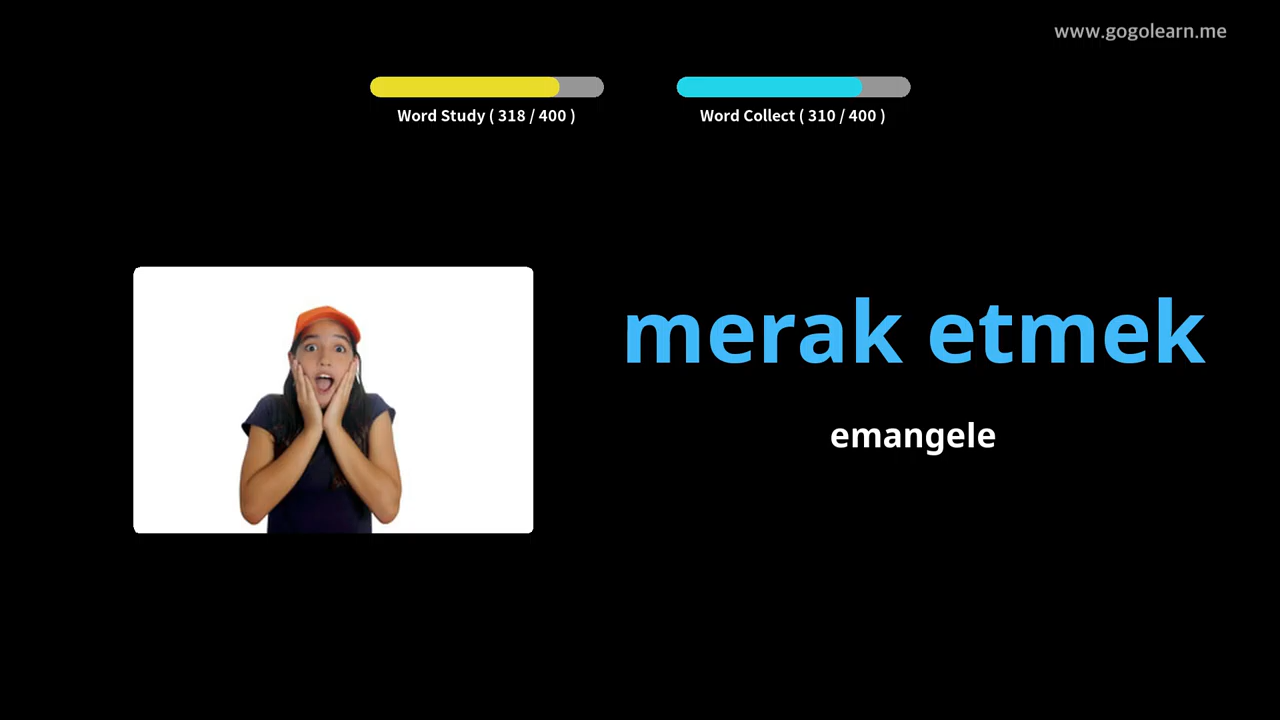 www.gogolearn.me
Word Study ( 318 / 400 )
Word Collect ( 310 / 400 )
merak etmek
emangele